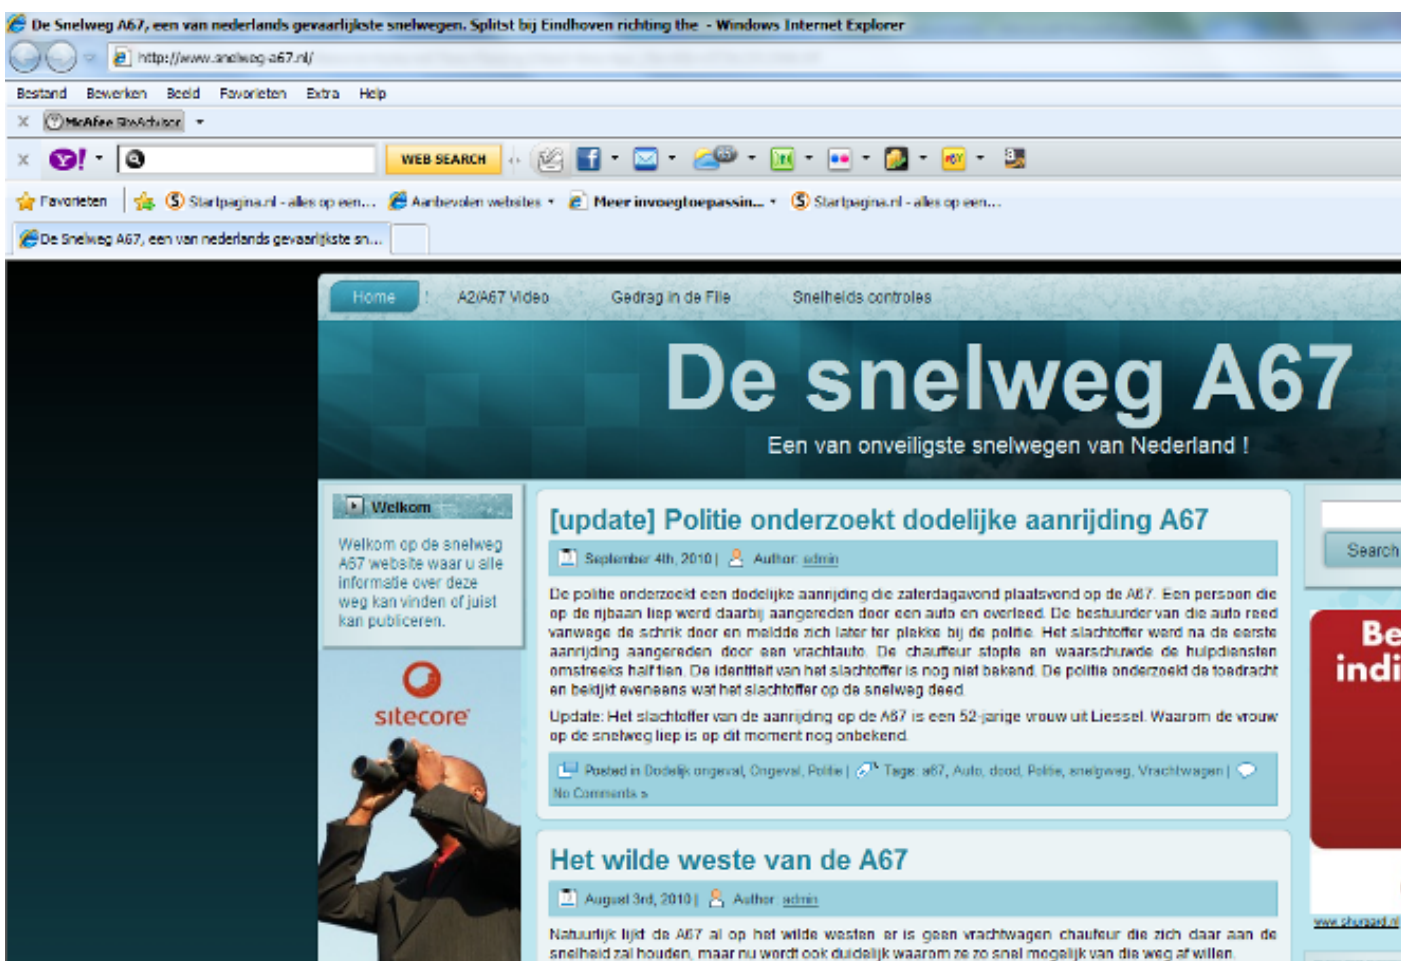 De Snelweg A67, een van nederlands gevaarlijkste snelwegen. Splitst bij Eindhoven richting the - Windows Internet Explorer
http://www.snelweg-a67.nl/
Bestand Bewerken Beeld Favorieten Extra Help
X McAfee SiteAdvisor
x Y! WEB SEARCH
Favorieten Startpagina.nl - alles op een... Aanbevolen websites Meer invoegtoepassin... Startpagina.nl - alles op een...
De Snelweg A67, een van nederlands gevaarlijkste sn...
Home A2/A67 Video Gedrag in de File Snelheids controles
De snelweg A67
Een van onveiligste snelwegen van Nederland !
Welkom
Welkom op de snelweg
A67 website waar u alle
informatie over deze
weg kan vinden of juist
kan publiceren.
sitecore
[update] Politie onderzoekt dodelijke aanrijding A67
September 4th, 2010 | Author: admin
De politie onderzoekt een dodelijke aanrijding die zaterdagavond plaatsvond op de A67. Een persoon die
op de rijbaan liep werd daarbij aangereden door een auto en overleed. De bestuurder van die auto reed
vanwege de schrik door en meldde zich later ter plekke bij de politie. Het slachtoffer werd na de eerste
aanrijding aangereden door een vrachtauto. De chauffeur stopte en waarschuwde de hulpdiensten
omstreeks half tien. De identiteit van het slachtoffer is nog niet bekend. De politie onderzoekt de toedracht
en bekijkt eveneens wat het slachtoffer op de snelweg deed.
Update: Het slachtoffer van de aanrijding op de A67 is een 52-jarige vrouw uit Liessel. Waarom de vrouw
op de snelweg liep is op dit moment nog onbekend.
Posted in Dodelijk ongeval, Ongeval, Politie | Tags: a67, Auto, dood, Politie, snelgweg, Vrachtwagen |
No Comments »
Het wilde weste van de A67
August 3rd, 2010 | Author: admin
Natuurlijk lijkt de A67 al op het wilde westen er is geen vrachtwagen chaufeur die zich daar aan de
snelheid zal houden, maar nu wordt ook duidelijk waarom ze zo snel mogelijk van die weg af willen.
Search
Be
indi
www.shurgard.nl